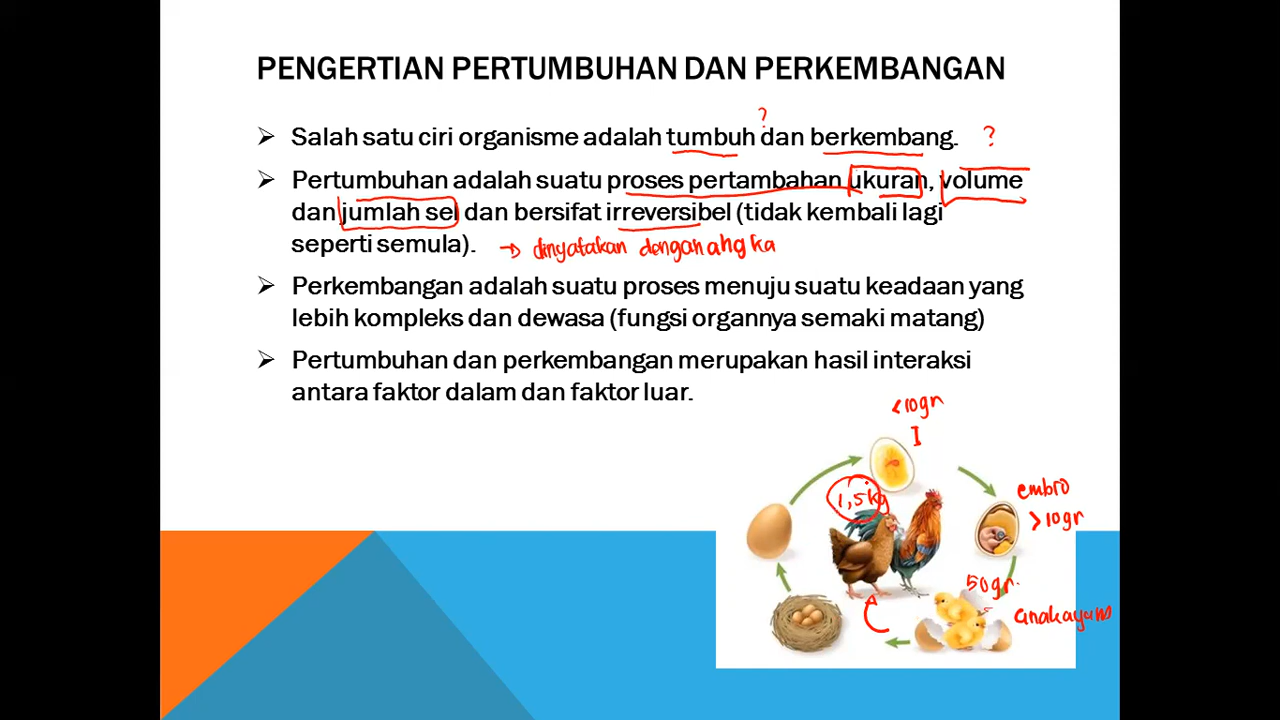 PENGERTIAN PERTUMBUHAN DAN PERKEMBANGAN
?
➢ Salah satu ciri organisme adalah tumbuh dan berkembang. ?
➢ Pertumbuhan adalah suatu proses pertambahan ukuran, volume
dan jumlah sel dan bersifat irreversibel (tidak kembali lagi
seperti semula). → dinyatakan dengan angka
➢ Perkembangan adalah suatu proses menuju suatu keadaan yang
lebih kompleks dan dewasa (fungsi organnya semaki matang)
➢ Pertumbuhan dan perkembangan merupakan hasil interaksi
antara faktor dalam dan faktor luar.
<10gr
I
1,5kg
embro
>10gr
50gr.
anak ayam